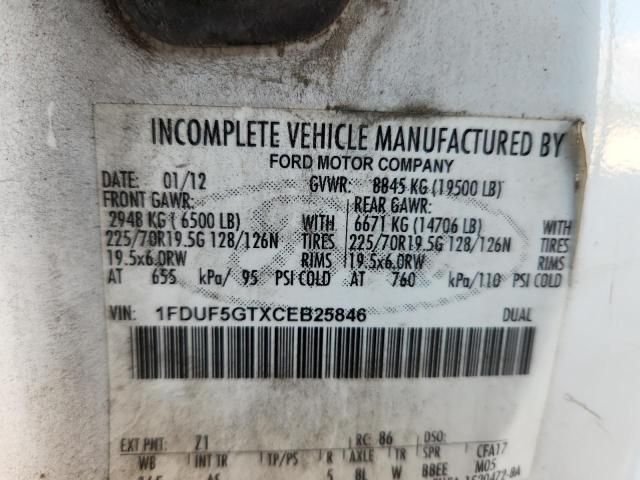 INCOMPLETE VEHICLE MANUFACTURED BY
FORD MOTOR COMPANY
DATE: 01/12 GVWR: 8845 KG (19500 LB)
FRONT GAWR: REAR GAWR:
2948 KG ( 6500 LB) WITH 6671 KG (14706 LB) WITH
225/70R19.5G 128/126N TIRES 225/70R19.5G 128/126N TIRES
19.5x6.0RW RIMS 19.5x6.0RW RIMS
AT 655 kPa/ 95 PSI COLD AT 760 kPa/110 PSI COLD
VIN: 1FDUF5GTXCEB25846 DUAL
EXT PNT: Z1 RC: 86 DSO:
WB INT TR TP/PS R AXLE TR SPR CFA17
AS 5 8L W BBEE M05